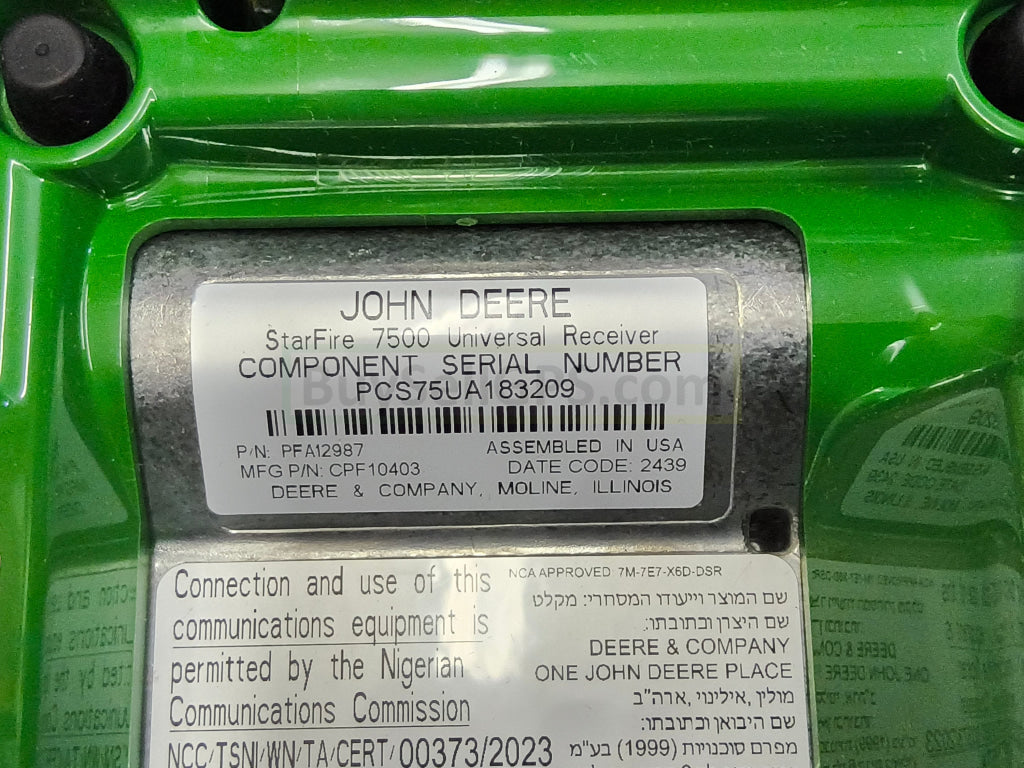 JOHN DEERE
StarFire 7500 Universal Receiver
COMPONENT SERIAL NUMBER
PCS75UA183209
P/N: PFA12987
ASSEMBLED IN USA
MFG P/N: CPF10403
DATE CODE: 2439
DEERE & COMPANY, MOLINE, ILLINOIS
Connection and use of this
communications equipment is
permitted by the Nigerian
Communications Commission
NCC/TSNI/WN/TA/CERT/00373/2023
NCA APPROVED: 7M-7E7-X6D-DSR
שם המוצר וייעודו המסחרי: מקלט
שם היצרן וכתובתו:
DEERE & COMPANY
ONE JOHN DEERE PLACE
מולין, אילינוי, ארה"ב
שם היבואן וכתובתו:
מפרם סוכנויות (1999) בע"מ